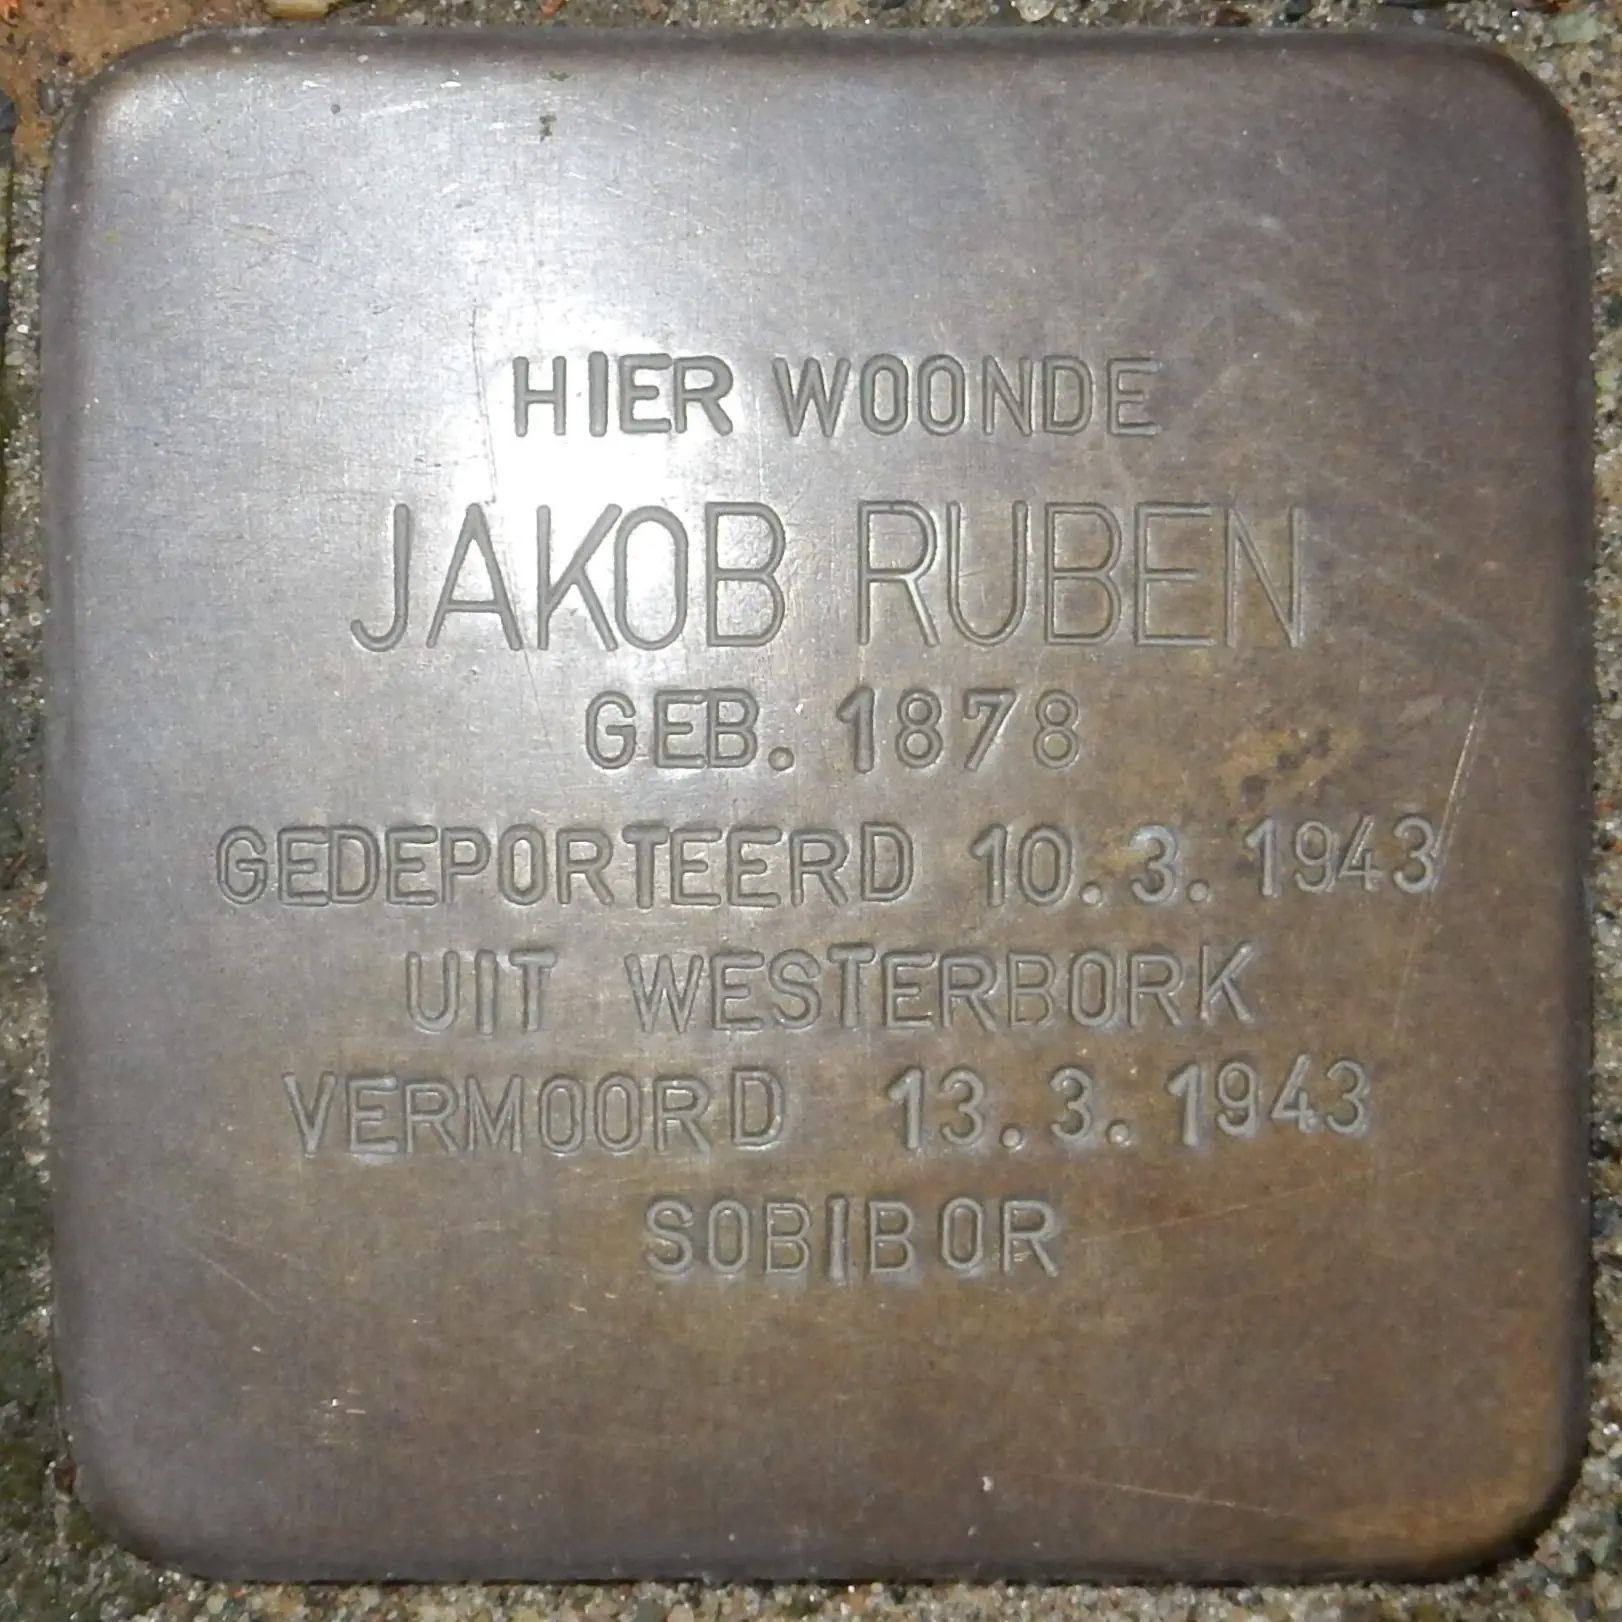 HIER WOONDE
JAKOB RUBEN
GEB. 1878
GEDEPORTEERD 10.3.1943
UIT WESTERBORK
VERMOORD 13.3.1943
SOBIBOR